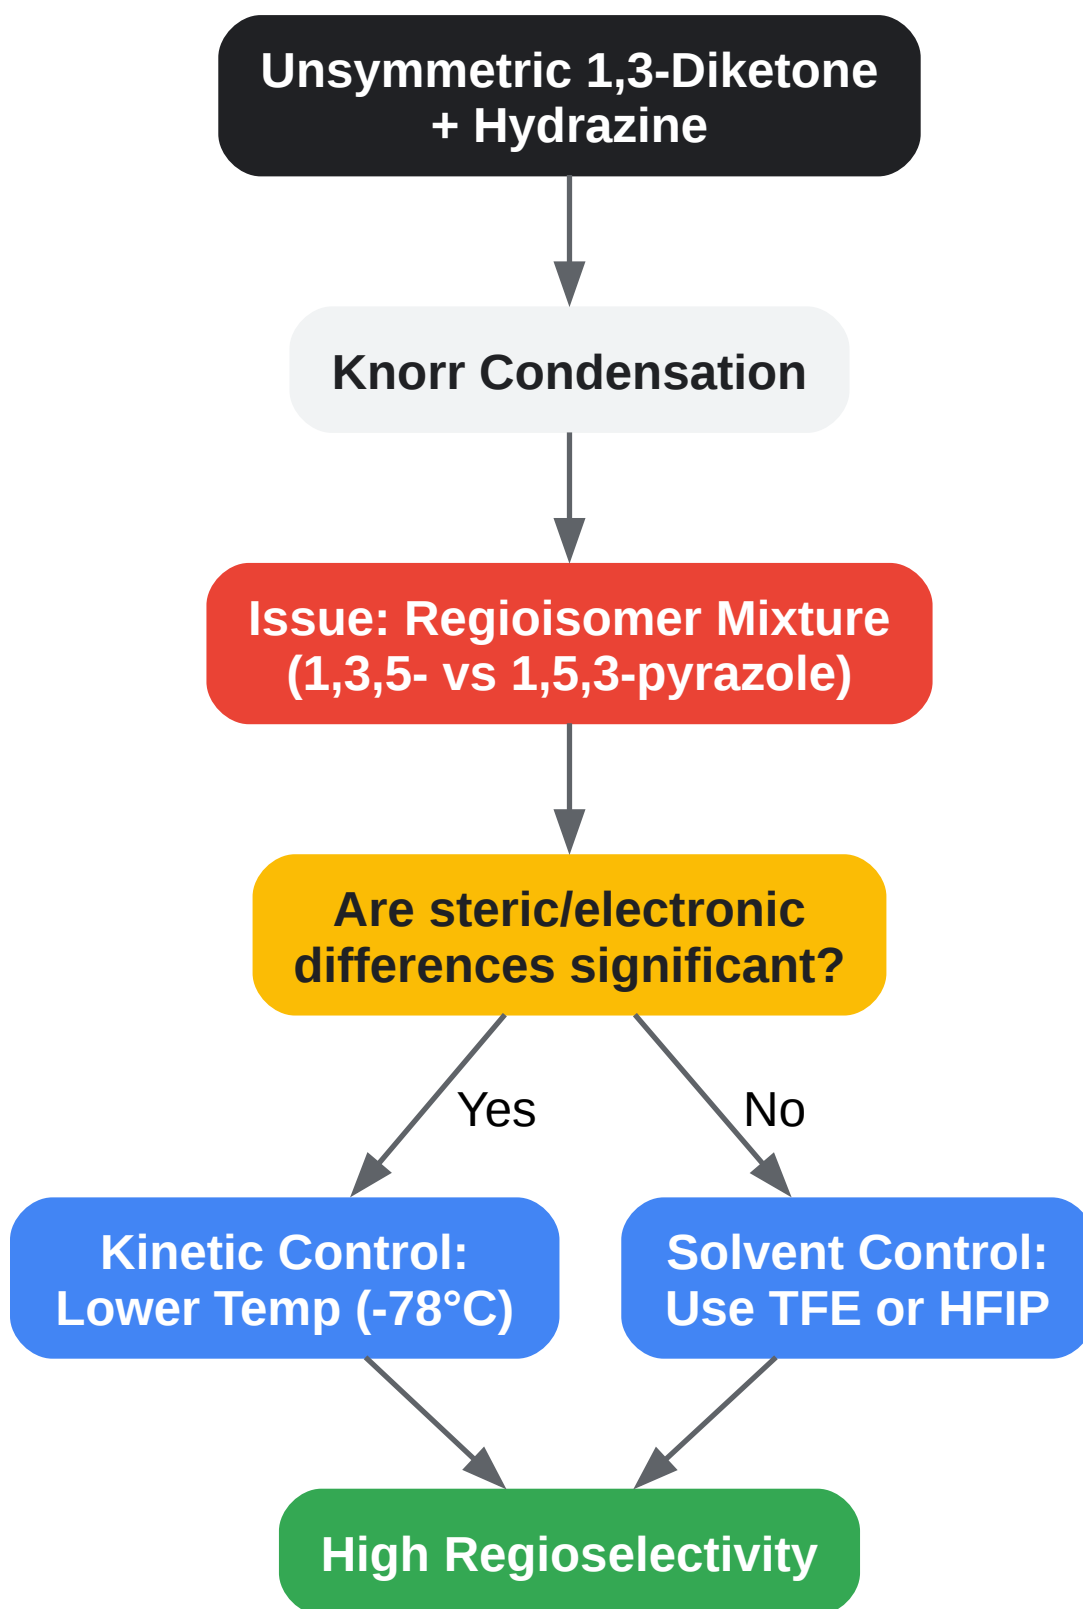 Unsymmetric 1,3-Diketone
+ Hydrazine
Knorr Condensation
Issue: Regioisomer Mixture
(1,3,5- vs 1,5,3-pyrazole)
Are steric/electronic
differences significant?
Yes
No
Kinetic Control:
Lower Temp (-78°C)
Solvent Control:
Use TFE or HFIP
High Regioselectivity